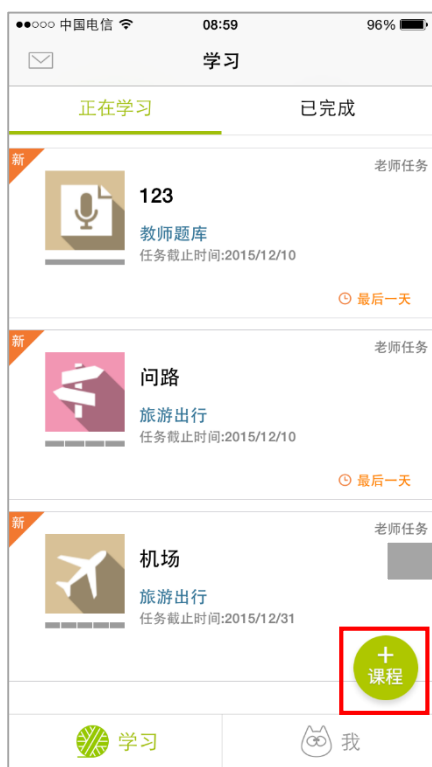 中国电信 08:59 96%
学习
正在学习 已完成
新 老师任务
123
教师题库
任务截止时间:2015/12/10
最后一天
新 老师任务
问路
旅游出行
任务截止时间:2015/12/10
最后一天
新 老师任务
机场
旅游出行
任务截止时间:2015/12/31
+
课程
学习 我